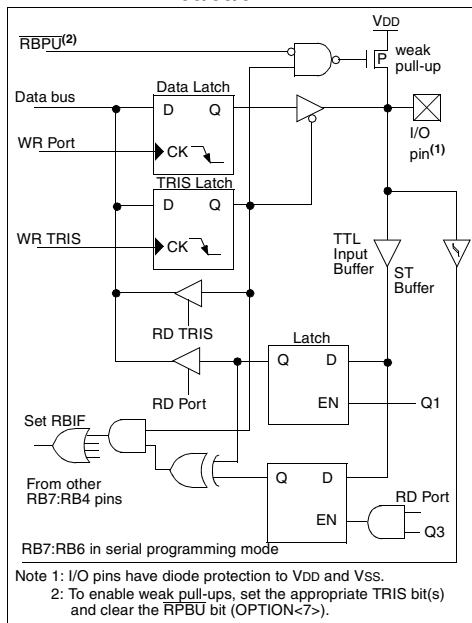 VDD
RBPU(2)
weak
pull-up
P
Data Latch
Data bus
D Q
I/O
pin(1)
WR Port
CK
TRIS Latch
D Q
WR TRIS
CK
TTL
Input
Buffer
ST
Buffer
RD TRIS
Latch
Q D
RD Port
EN
Q1
Set RBIF
From other
RB7:RB4 pins
Q D
RD Port
EN
Q3
RB7:RB6 in serial programming mode
Note 1: I/O pins have diode protection to VDD and VSS.
2: To enable weak pull-ups, set the appropriate TRIS bit(s)
and clear the RPBU bit (OPTION<7>).